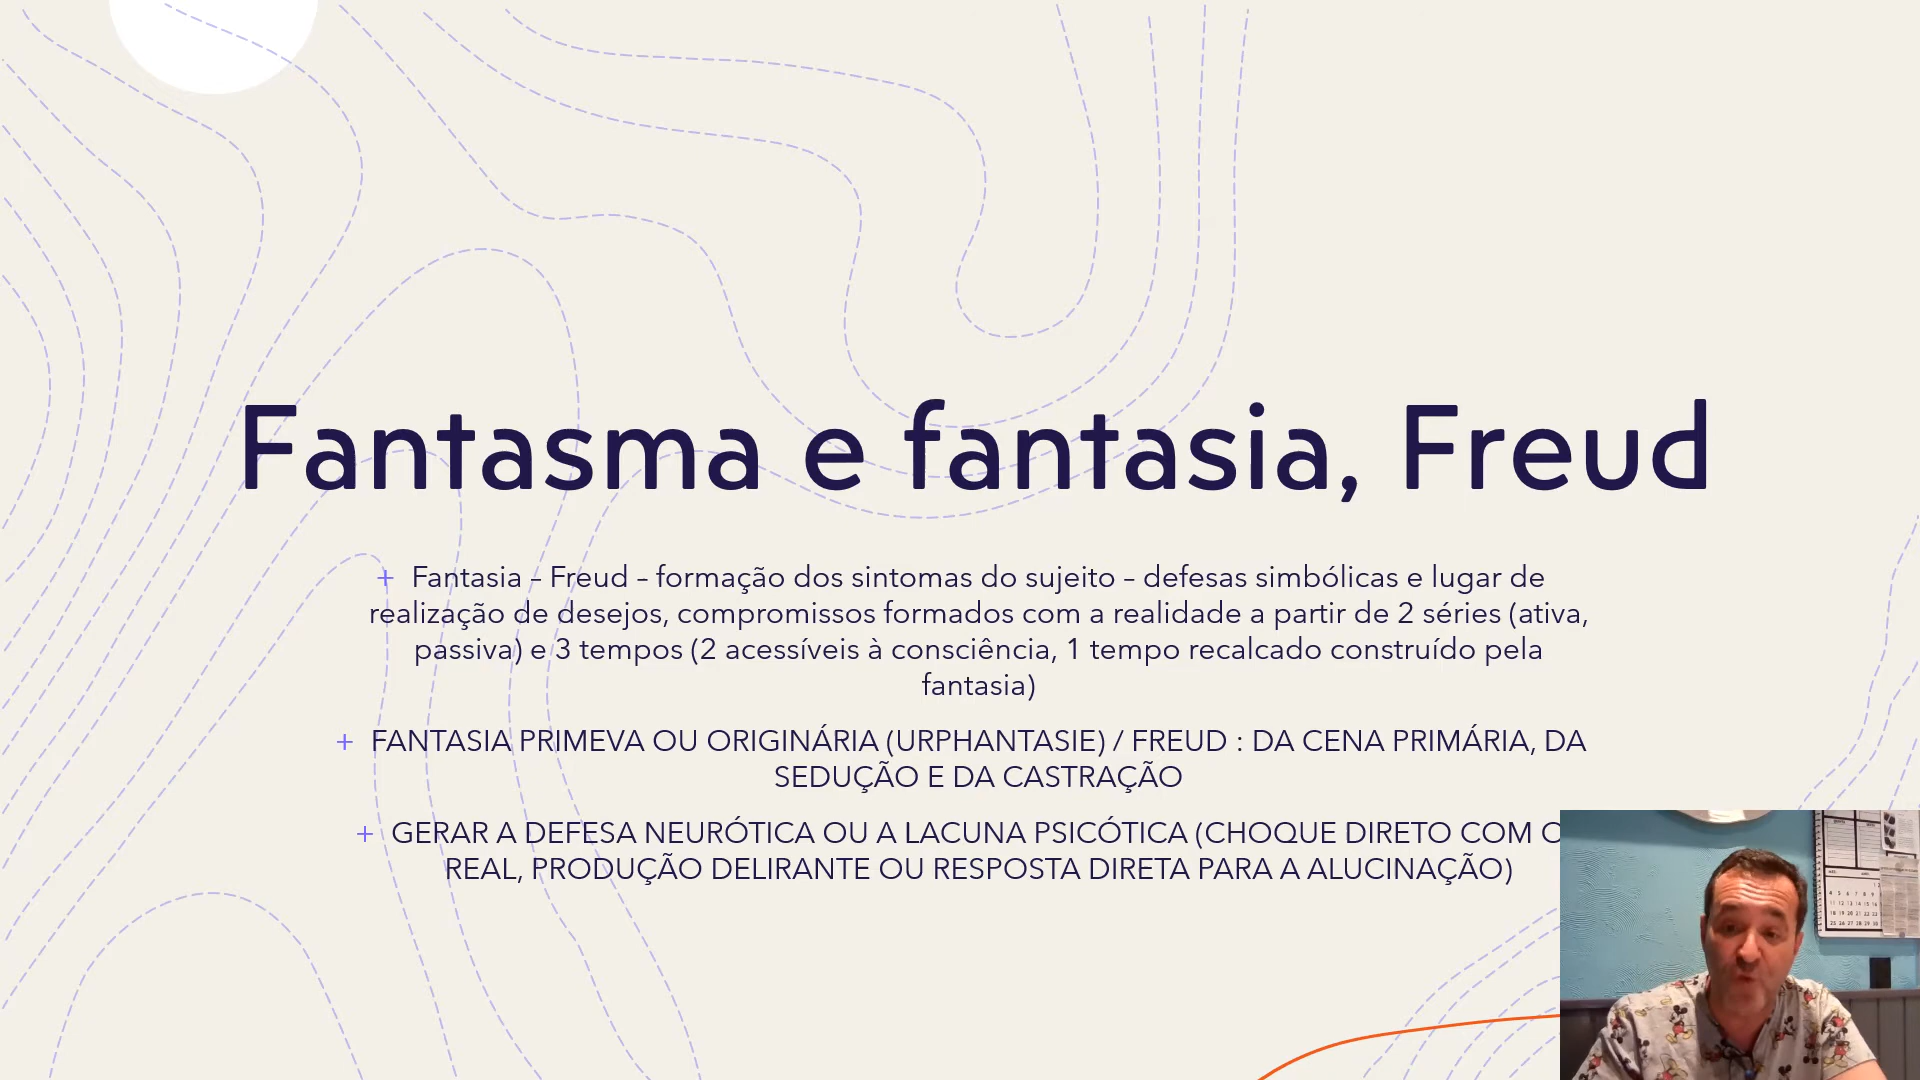 Fantasma e fantasia, Freud
+ Fantasia – Freud – formação dos sintomas do sujeito – defesas simbólicas e lugar de
realização de desejos, compromissos formados com a realidade a partir de 2 séries (ativa,
passiva) e 3 tempos (2 acessíveis à consciência, 1 tempo recalcado construído pela
fantasia)
+ FANTASIA PRIMEVA OU ORIGINÁRIA (URPHANTASIE) / FREUD : DA CENA PRIMÁRIA, DA
SEDUÇÃO E DA CASTRAÇÃO
+ GERAR A DEFESA NEURÓTICA OU A LACUNA PSICÓTICA (CHOQUE DIRETO COM O
REAL, PRODUÇÃO DELIRANTE OU RESPOSTA DIRETA PARA A ALUCINAÇÃO)